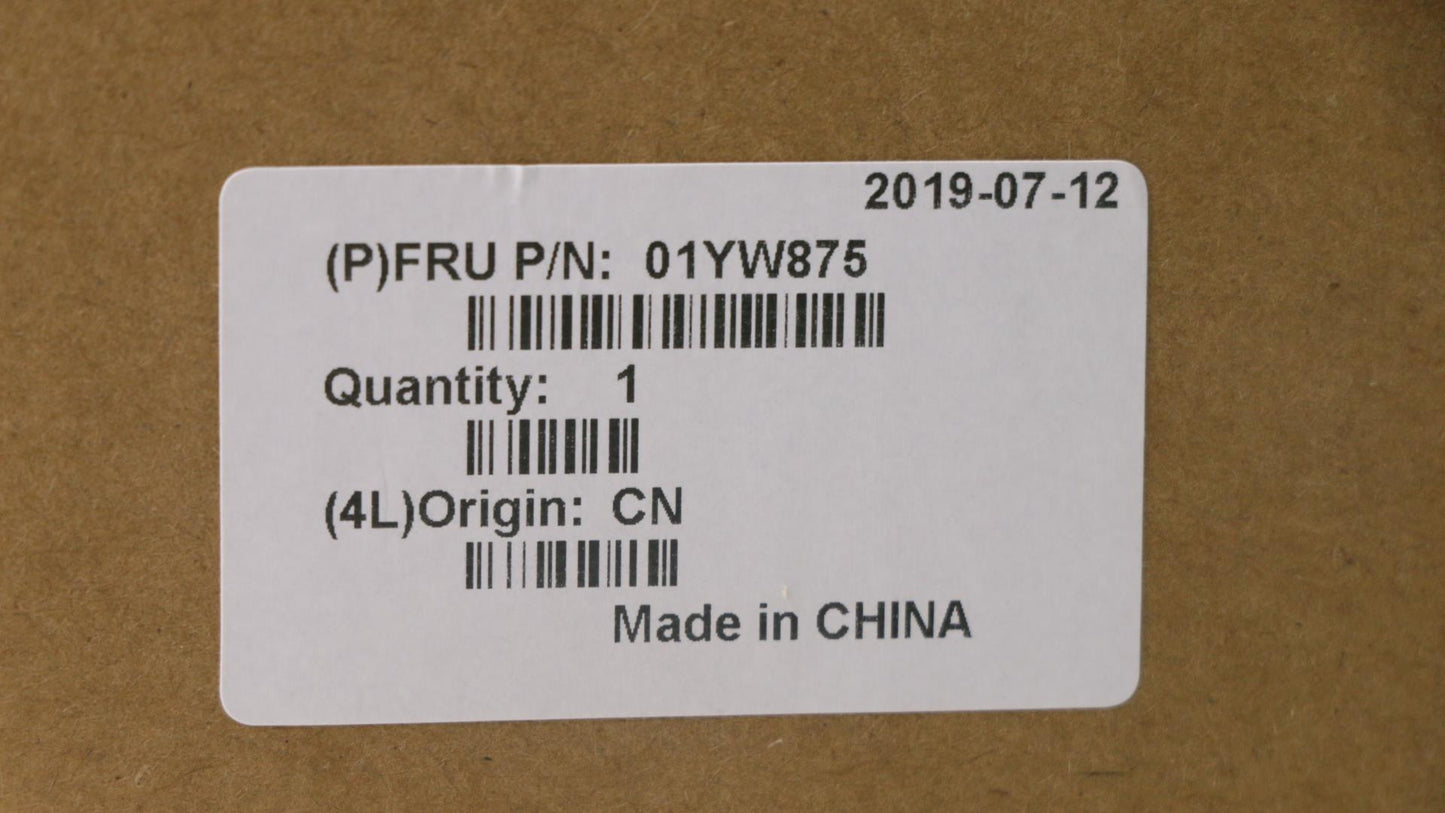 2019-07-12
(P)FRU P/N: 01YW875
Quantity: 1
(4L)Origin: CN
Made in CHINA